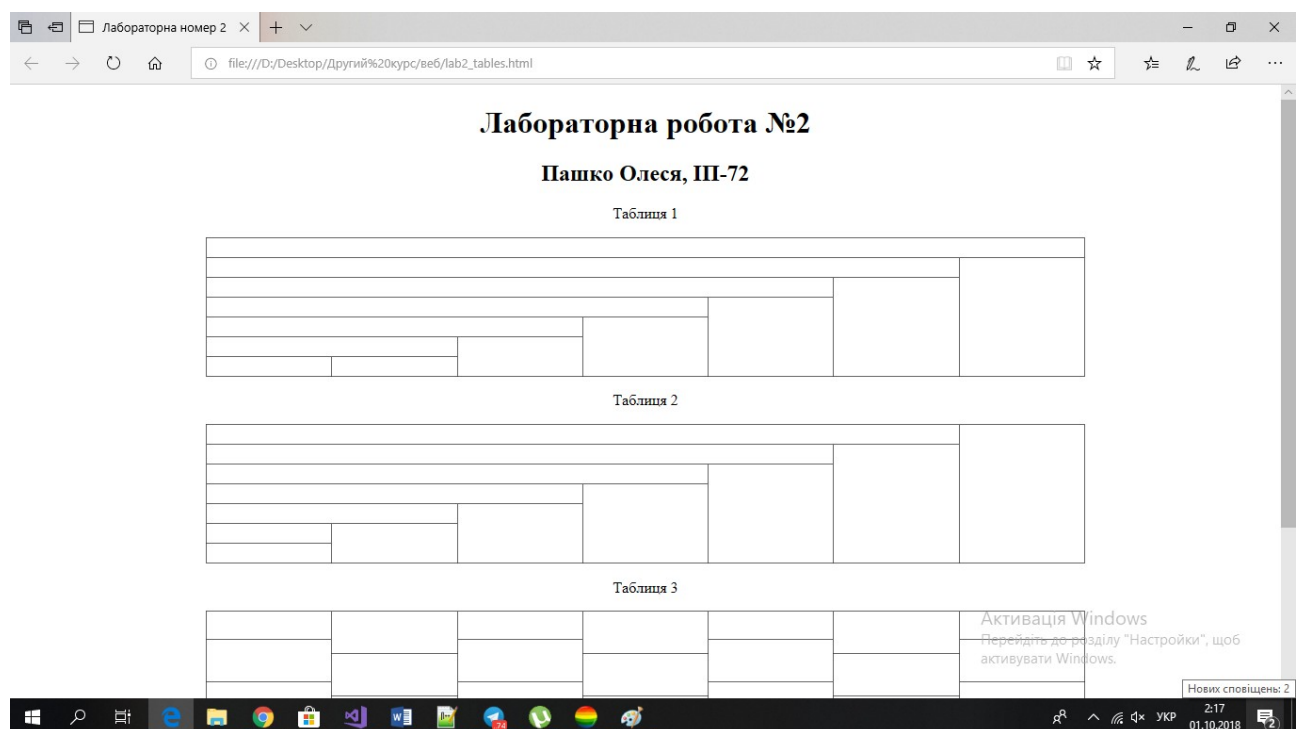 Лабораторна номер 2
file:///D:/Desktop/Другий%20курс/веб/lab2_tables.html
Лабораторна робота №2
Пашко Олеся, ІП-72
Таблиця 1
Таблиця 2
Таблиця 3
Активація Windows
Перейдіть до розділу "Настройки", щоб
активувати Windows.
Нових сповіщень: 2
74
УКР
2:17
01.10.2018
2